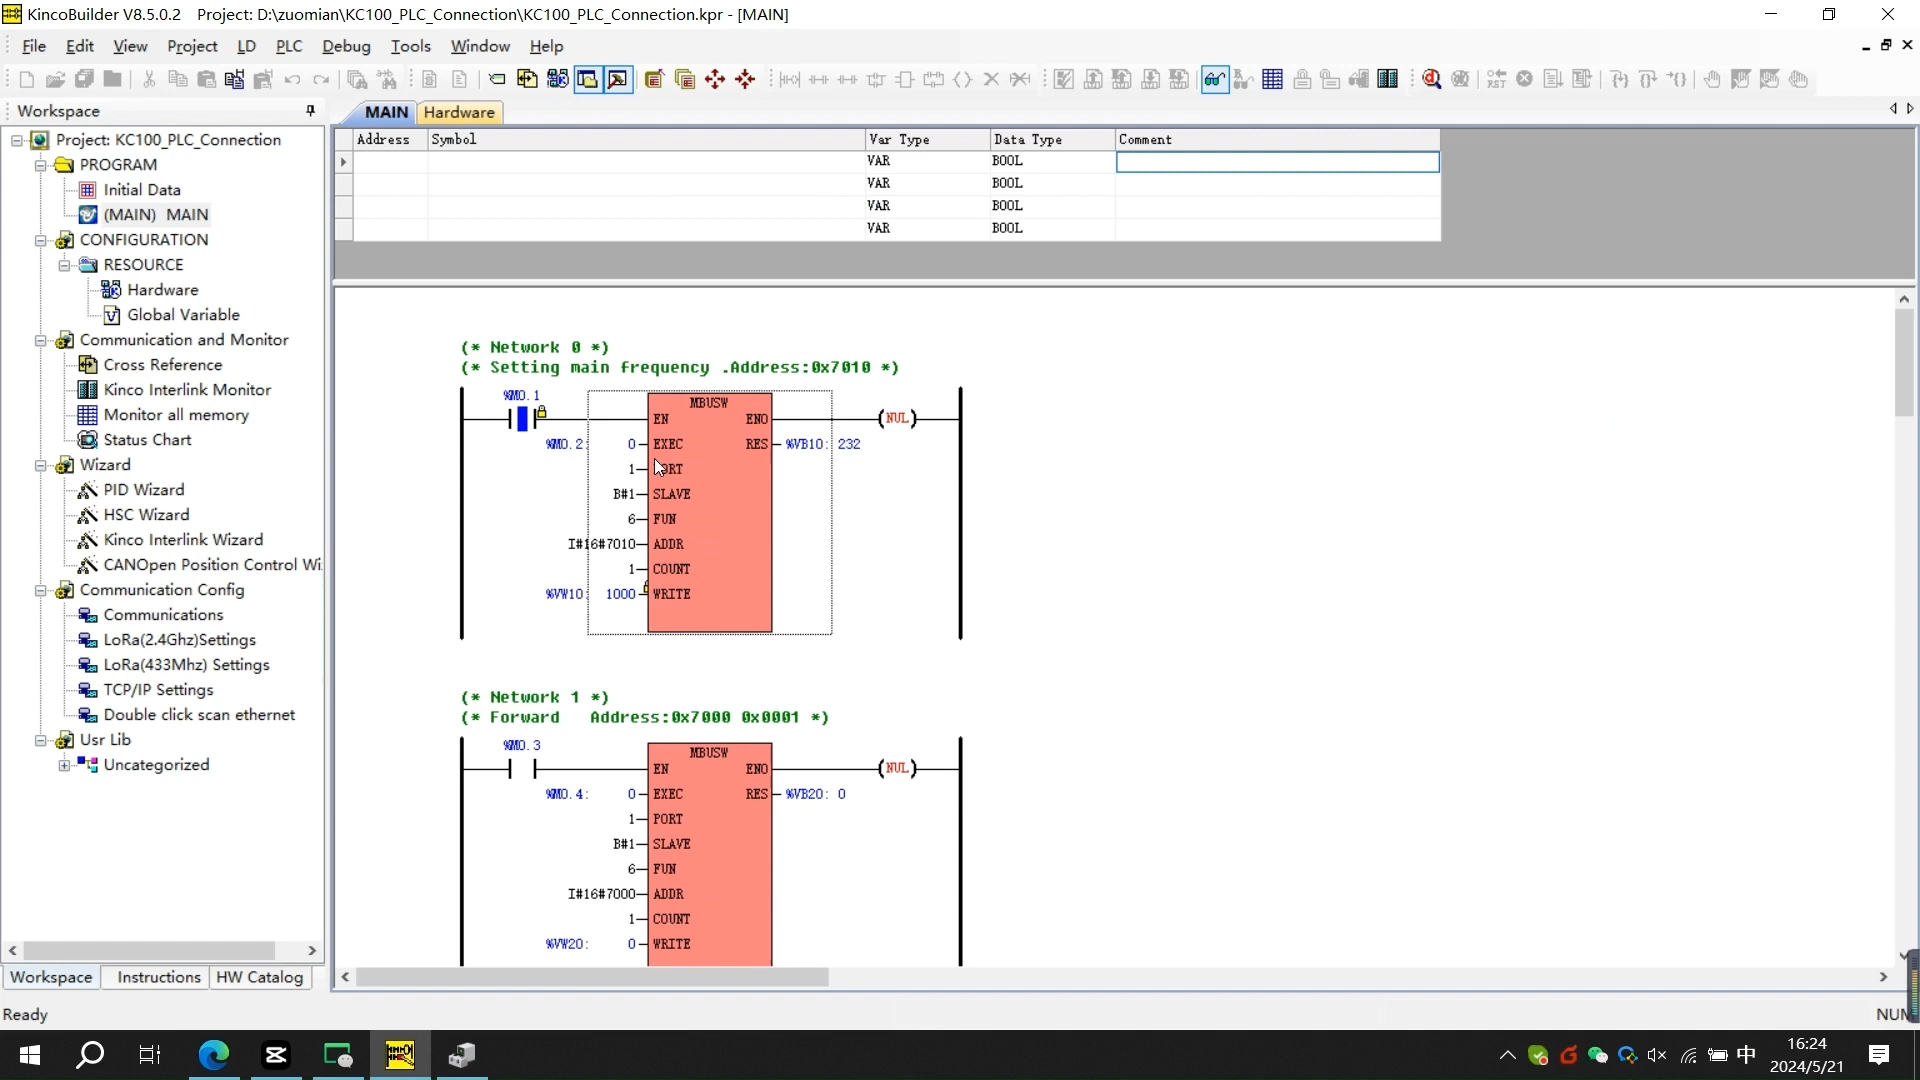 KincoBuilder V8.5.0.2 Project: D:\zuomian\KC100_PLC_Connection\KC100_PLC_Connection.kpr - [MAIN]
File Edit View Project LD PLC Debug Tools Window Help
Workspace
MAIN Hardware
Project: KC100_PLC_Connection
PROGRAM
Initial Data
(MAIN) MAIN
CONFIGURATION
RESOURCE
Hardware
Global Variable
Communication and Monitor
Cross Reference
Kinco Interlink Monitor
Monitor all memory
Status Chart
Wizard
PID Wizard
HSC Wizard
Kinco Interlink Wizard
CANOpen Position Control Wi
Communication Config
Communications
LoRa(2.4Ghz)Settings
LoRa(433Mhz) Settings
TCP/IP Settings
Double click scan ethernet
Usr Lib
Uncategorized
Workspace Instructions HW Catalog
Address Symbol Var Type Data Type Comment
VAR BOOL
VAR BOOL
VAR BOOL
VAR BOOL
(* Network 0 *)
(* Setting main frequency .Address:0x7010 *)
%M0.1
MBUSW
EN ENO (NUL)
%M0.2: 0 EXEC RES %VB10: 232
1 PORT
B#1 SLAVE
6 FUN
I#16#7010 ADDR
1 COUNT
%VW10: 1000 WRITE
(* Network 1 *)
(* Forward Address:0x7000 0x0001 *)
%M0.3
MBUSW
EN ENO (NUL)
%M0.4: 0 EXEC RES %VB20: 0
1 PORT
B#1 SLAVE
6 FUN
I#16#7000 ADDR
1 COUNT
%VW20: 0 WRITE
Ready NUM
中
16:24
2024/5/21